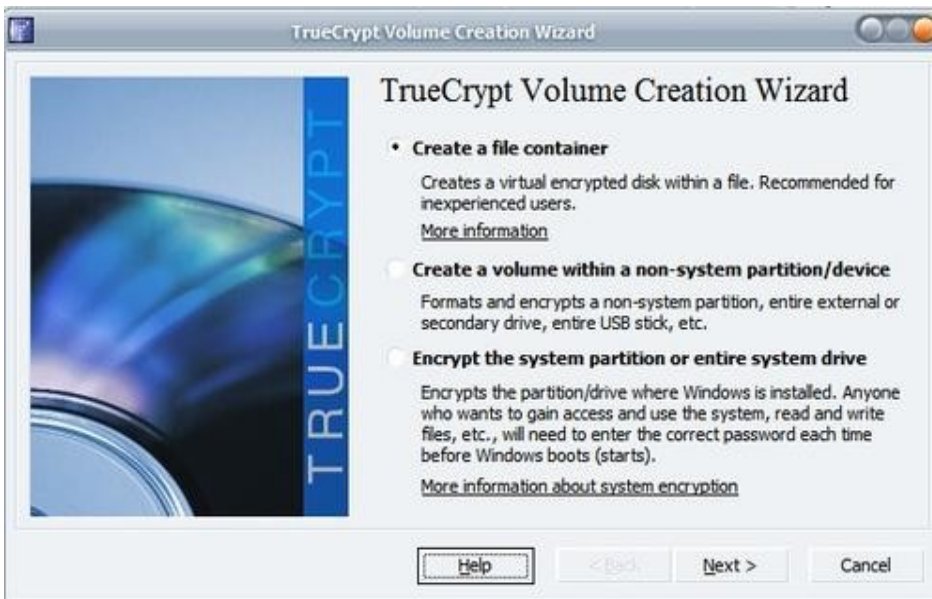 TrueCrypt Volume Creation Wizard
TRUECRYPT
TrueCrypt Volume Creation Wizard
Create a file container
Creates a virtual encrypted disk within a file. Recommended for
inexperienced users.
More information
Create a volume within a non-system partition/device
Formats and encrypts a non-system partition, entire external or
secondary drive, entire USB stick, etc.
Encrypt the system partition or entire system drive
Encrypts the partition/drive where Windows is installed. Anyone
who wants to gain access and use the system, read and write
files, etc., will need to enter the correct password each time
before Windows boots (starts).
More information about system encryption
Help
< Back
Next >
Cancel